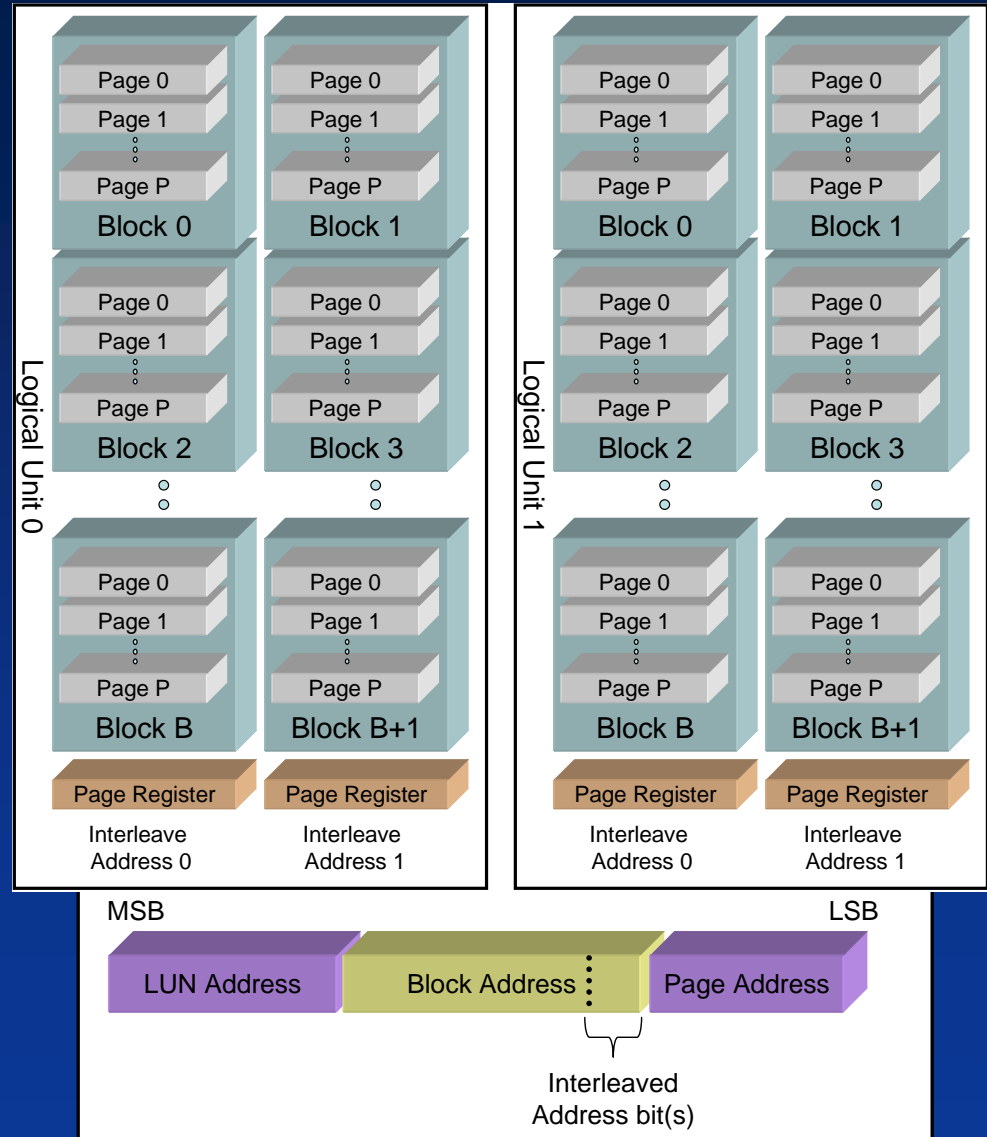 Logical Unit 0
Page 0
Page 1
Page P
Block 0
Page 0
Page 1
Page P
Block 1
Page 0
Page 1
Page P
Block 2
Page 0
Page 1
Page P
Block 3
Page 0
Page 1
Page P
Block B
Page 0
Page 1
Page P
Block B+1
Page Register
Page Register
Interleave
Address 0
Interleave
Address 1
Logical Unit 1
Page 0
Page 1
Page P
Block 0
Page 0
Page 1
Page P
Block 1
Page 0
Page 1
Page P
Block 2
Page 0
Page 1
Page P
Block 3
Page 0
Page 1
Page P
Block B
Page 0
Page 1
Page P
Block B+1
Page Register
Page Register
Interleave
Address 0
Interleave
Address 1
MSB
LSB
LUN Address
Block Address
Page Address
Interleaved
Address bit(s)